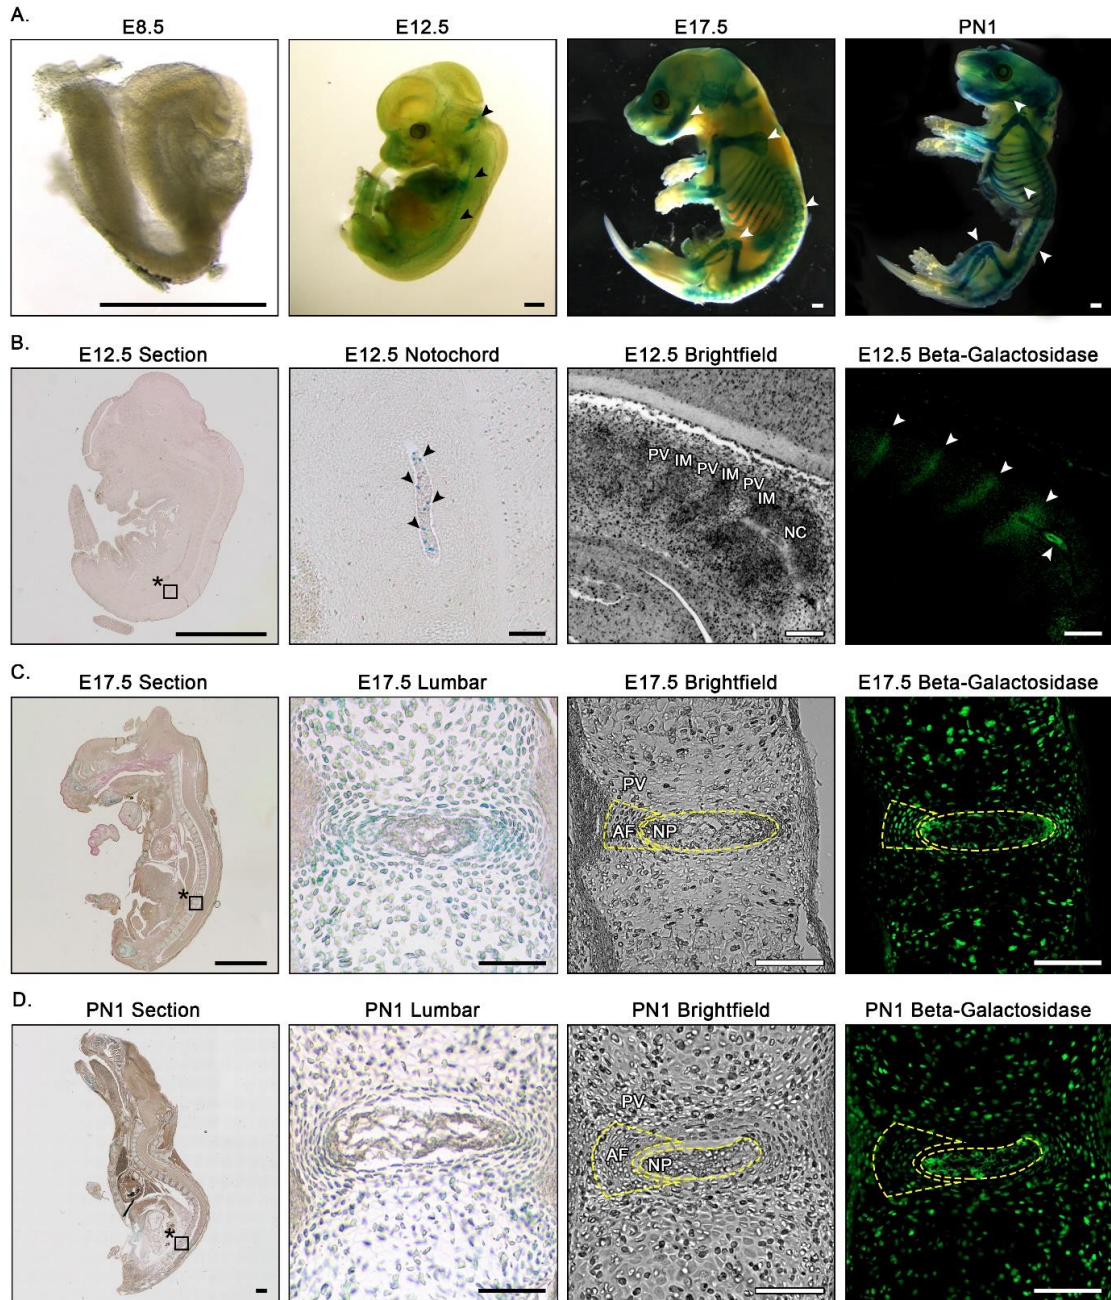 A.
E8.5 E12.5 E17.5 PN1
B.
E12.5 Section E12.5 Notochord E12.5 Brightfield E12.5 Beta-Galactosidase
*
PV IM PV IM PV IM NC
C.
E17.5 Section E17.5 Lumbar E17.5 Brightfield E17.5 Beta-Galactosidase
PV
AF NP
*
D.
PN1 Section PN1 Lumbar PN1 Brightfield PN1 Beta-Galactosidase
PV
AF NP
*